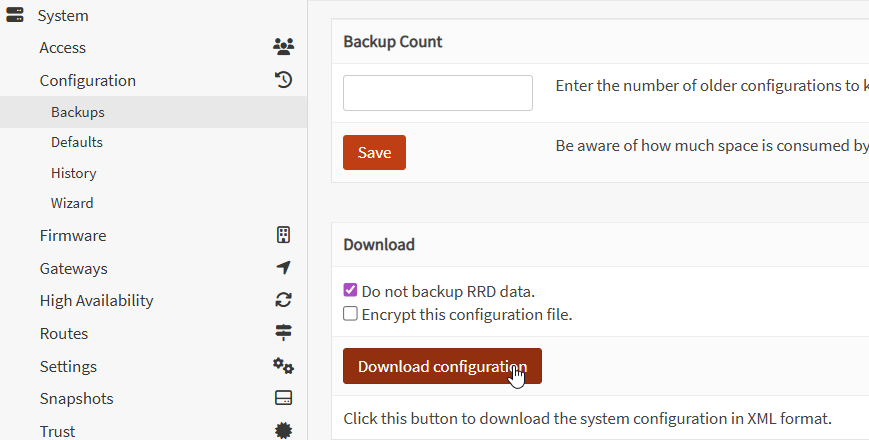 System
Access
Configuration
Backups
Defaults
History
Wizard
Firmware
Gateways
High Availability
Routes
Settings
Snapshots
Trust
Backup Count
Enter the number of older configurations to
Save
Be aware of how much space is consumed by
Download
Do not backup RRD data.
Encrypt this configuration file.
Download configuration
Click this button to download the system configuration in XML format.